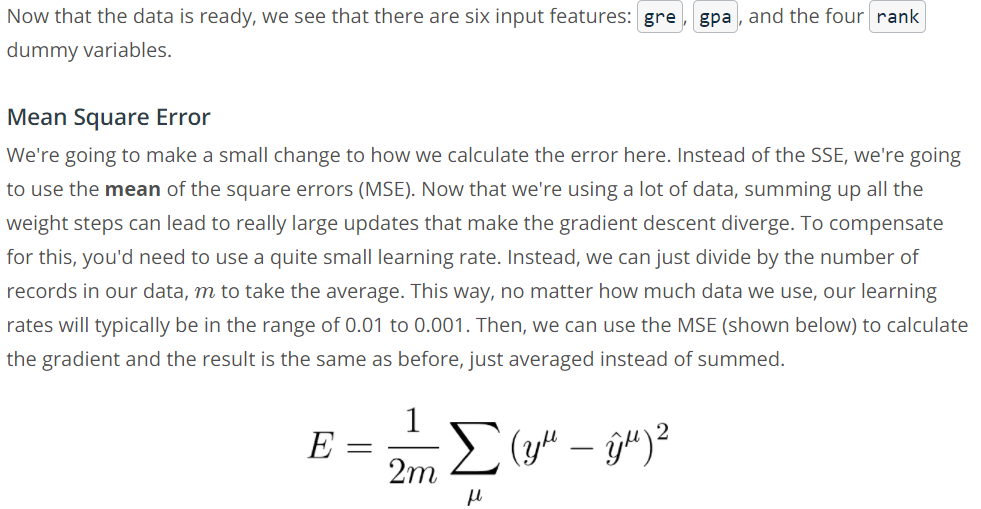 Now that the data is ready, we see that there are six input features: gre, gpa, and the four rank
dummy variables.
Mean Square Error
We're going to make a small change to how we calculate the error here. Instead of the SSE, we're going
to use the mean of the square errors (MSE). Now that we're using a lot of data, summing up all the
weight steps can lead to really large updates that make the gradient descent diverge. To compensate
for this, you'd need to use a quite small learning rate. Instead, we can just divide by the number of
records in our data, m to take the average. This way, no matter how much data we use, our learning
rates will typically be in the range of 0.01 to 0.001. Then, we can use the MSE (shown below) to calculate
the gradient and the result is the same as before, just averaged instead of summed.
E = 1/2m ∑_μ (y^μ − ŷ^μ)²